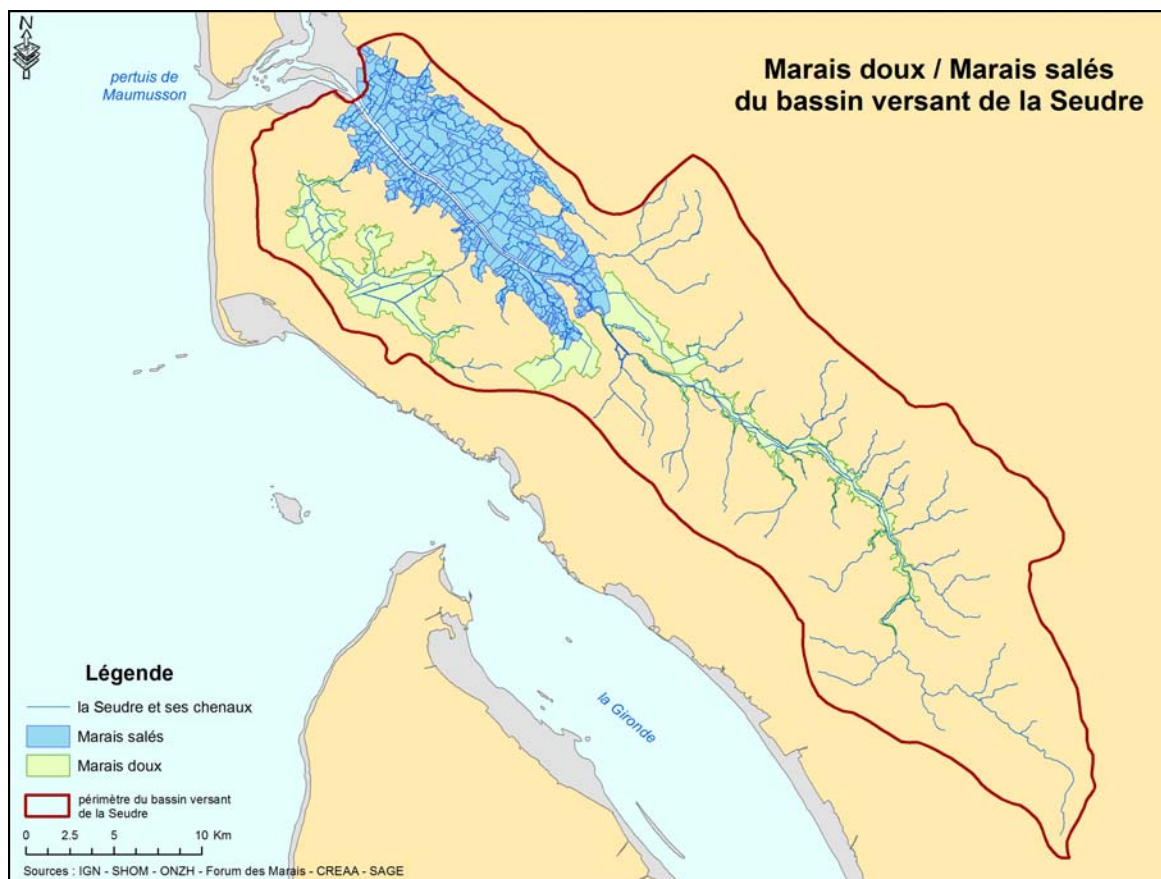 N
pertuis de
Maumusson
Marais doux / Marais salés
du bassin versant de la Seudre
la Gironde
Légende
la Seudre et ses chenaux
Marais salés
Marais doux
périmètre du bassin versant
de la Seudre
0 2.5 5 10 Km
Sources : IGN - SHOM - ONZH - Forum des Marais - CREAA - SAGE